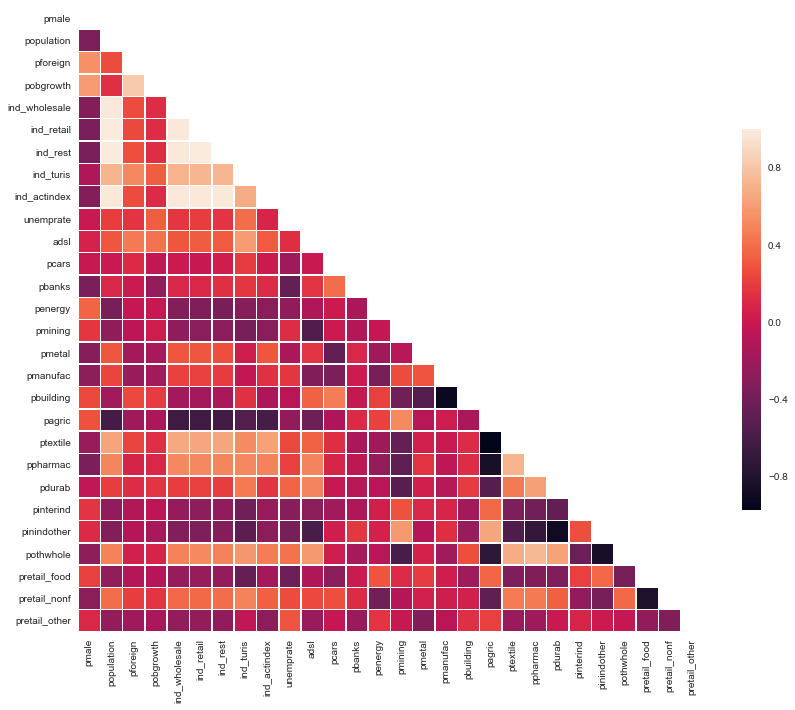 pmale
population
pforeign
pobgrowth
ind_wholesale
ind_retail
ind_rest
ind_turis
ind_actindex
unemprate
adsl
pcars
pbanks
penergy
pmining
pmetal
pmanufac
pbuilding
pagric
ptextile
ppharmac
pdurab
pinterind
pinindother
pothwhole
pretail_food
pretail_nonf
pretail_other
0.8
0.4
0.0
−0.4
−0.8
pmale
population
pforeign
pobgrowth
ind_wholesale
ind_retail
ind_rest
ind_turis
ind_actindex
unemprate
adsl
pcars
pbanks
penergy
pmining
pmetal
pmanufac
pbuilding
pagric
ptextile
ppharmac
pdurab
pinterind
pinindother
pothwhole
pretail_food
pretail_nonf
pretail_other